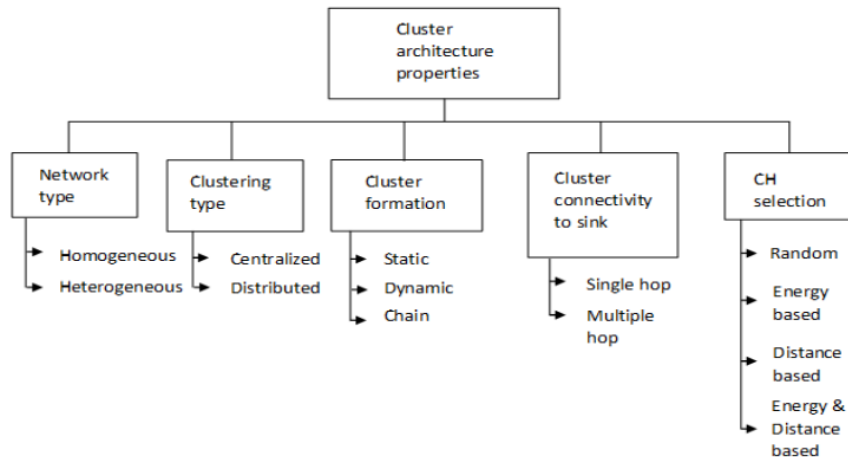 Cluster
architecture
properties
Network
type
Homogeneous
Heterogeneous
Clustering
type
Centralized
Distributed
Cluster
formation
Static
Dynamic
Chain
Cluster
connectivity
to sink
Single hop
Multiple
hop
CH
selection
Random
Energy
based
Distance
based
Energy &
Distance
based